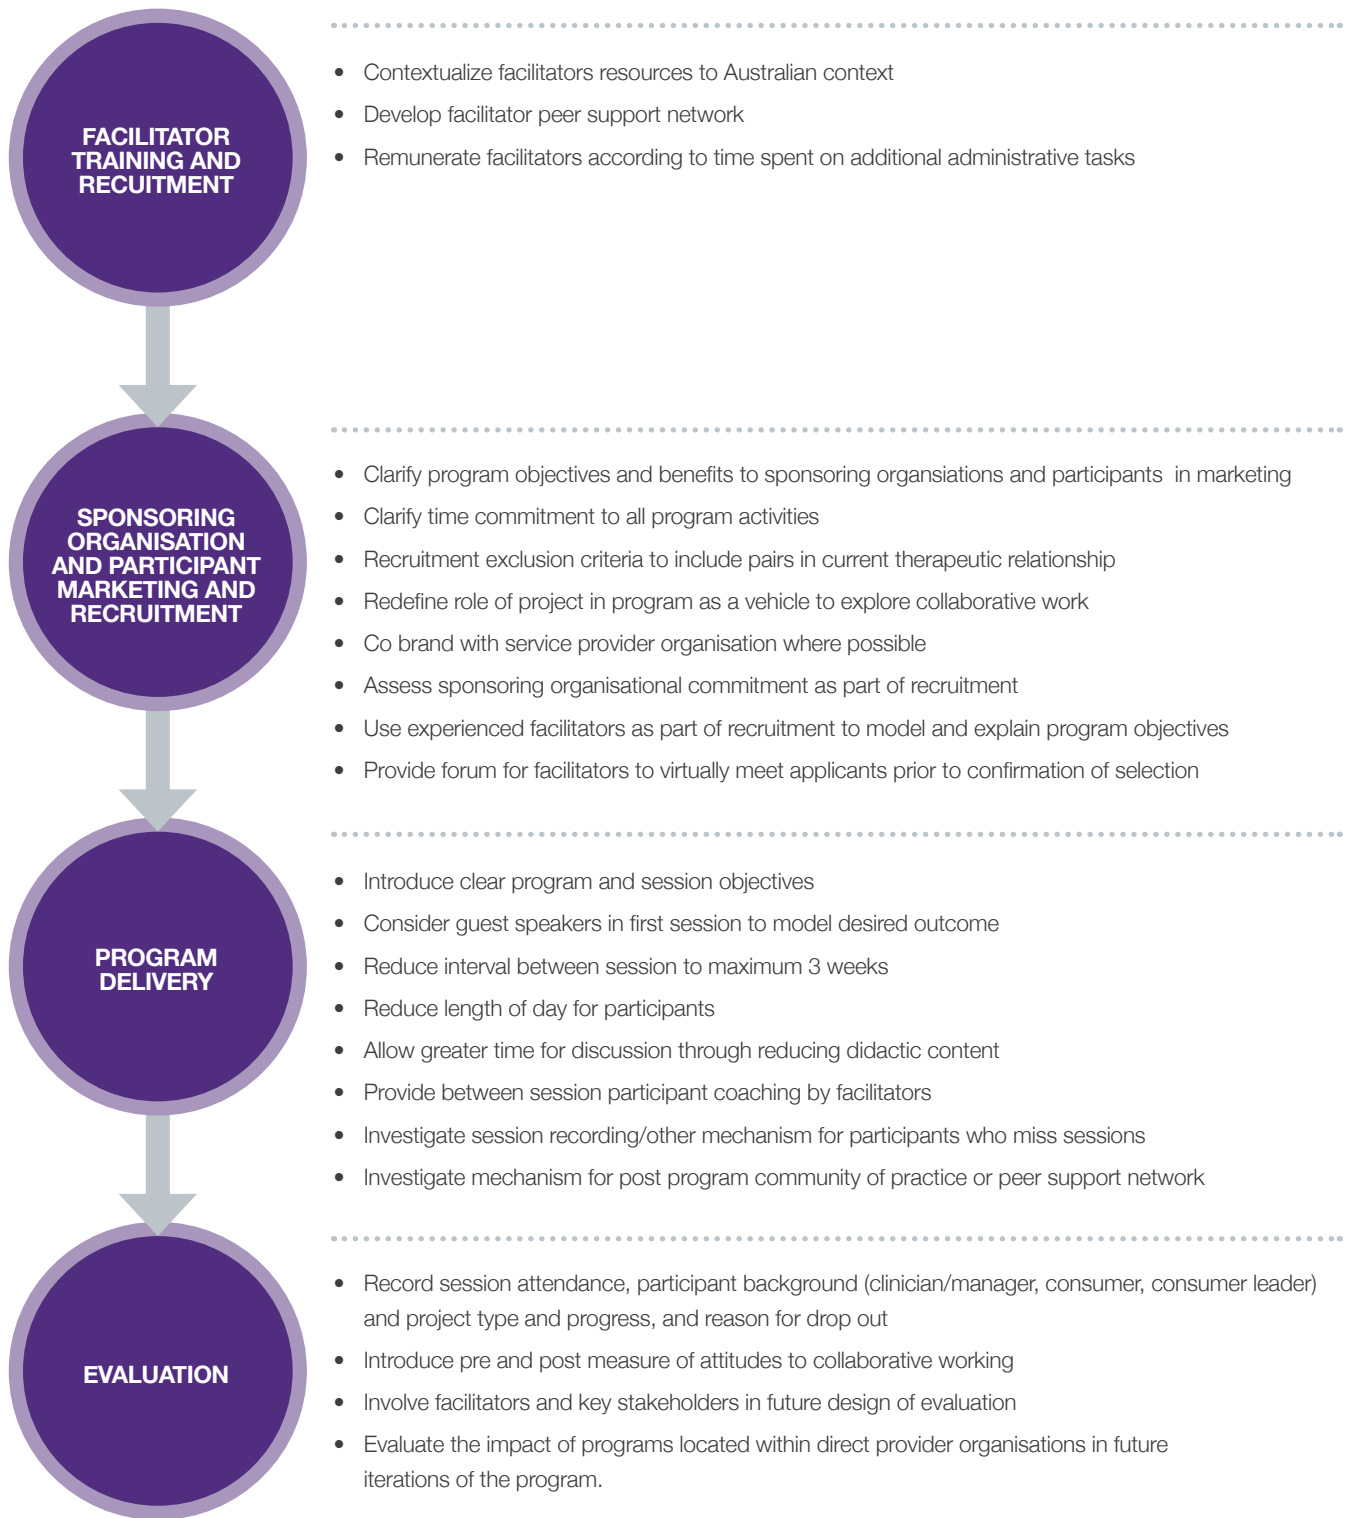 FACILITATOR
TRAINING AND
RECUITMENT
• Contextualize facilitators resources to Australian context
• Develop facilitator peer support network
• Remunerate facilitators according to time spent on additional administrative tasks
SPONSORING
ORGANISATION
AND PARTICIPANT
MARKETING AND
RECRUITMENT
• Clarify program objectives and benefits to sponsoring organsiations and participants in marketing
• Clarify time commitment to all program activities
• Recruitment exclusion criteria to include pairs in current therapeutic relationship
• Redefine role of project in program as a vehicle to explore collaborative work
• Co brand with service provider organisation where possible
• Assess sponsoring organisational commitment as part of recruitment
• Use experienced facilitators as part of recruitment to model and explain program objectives
• Provide forum for facilitators to virtually meet applicants prior to confirmation of selection
PROGRAM
DELIVERY
• Introduce clear program and session objectives
• Consider guest speakers in first session to model desired outcome
• Reduce interval between session to maximum 3 weeks
• Reduce length of day for participants
• Allow greater time for discussion through reducing didactic content
• Provide between session participant coaching by facilitators
• Investigate session recording/other mechanism for participants who miss sessions
• Investigate mechanism for post program community of practice or peer support network
EVALUATION
• Record session attendance, participant background (clinician/manager, consumer, consumer leader)
and project type and progress, and reason for drop out
• Introduce pre and post measure of attitudes to collaborative working
• Involve facilitators and key stakeholders in future design of evaluation
• Evaluate the impact of programs located within direct provider organisations in future
iterations of the program.